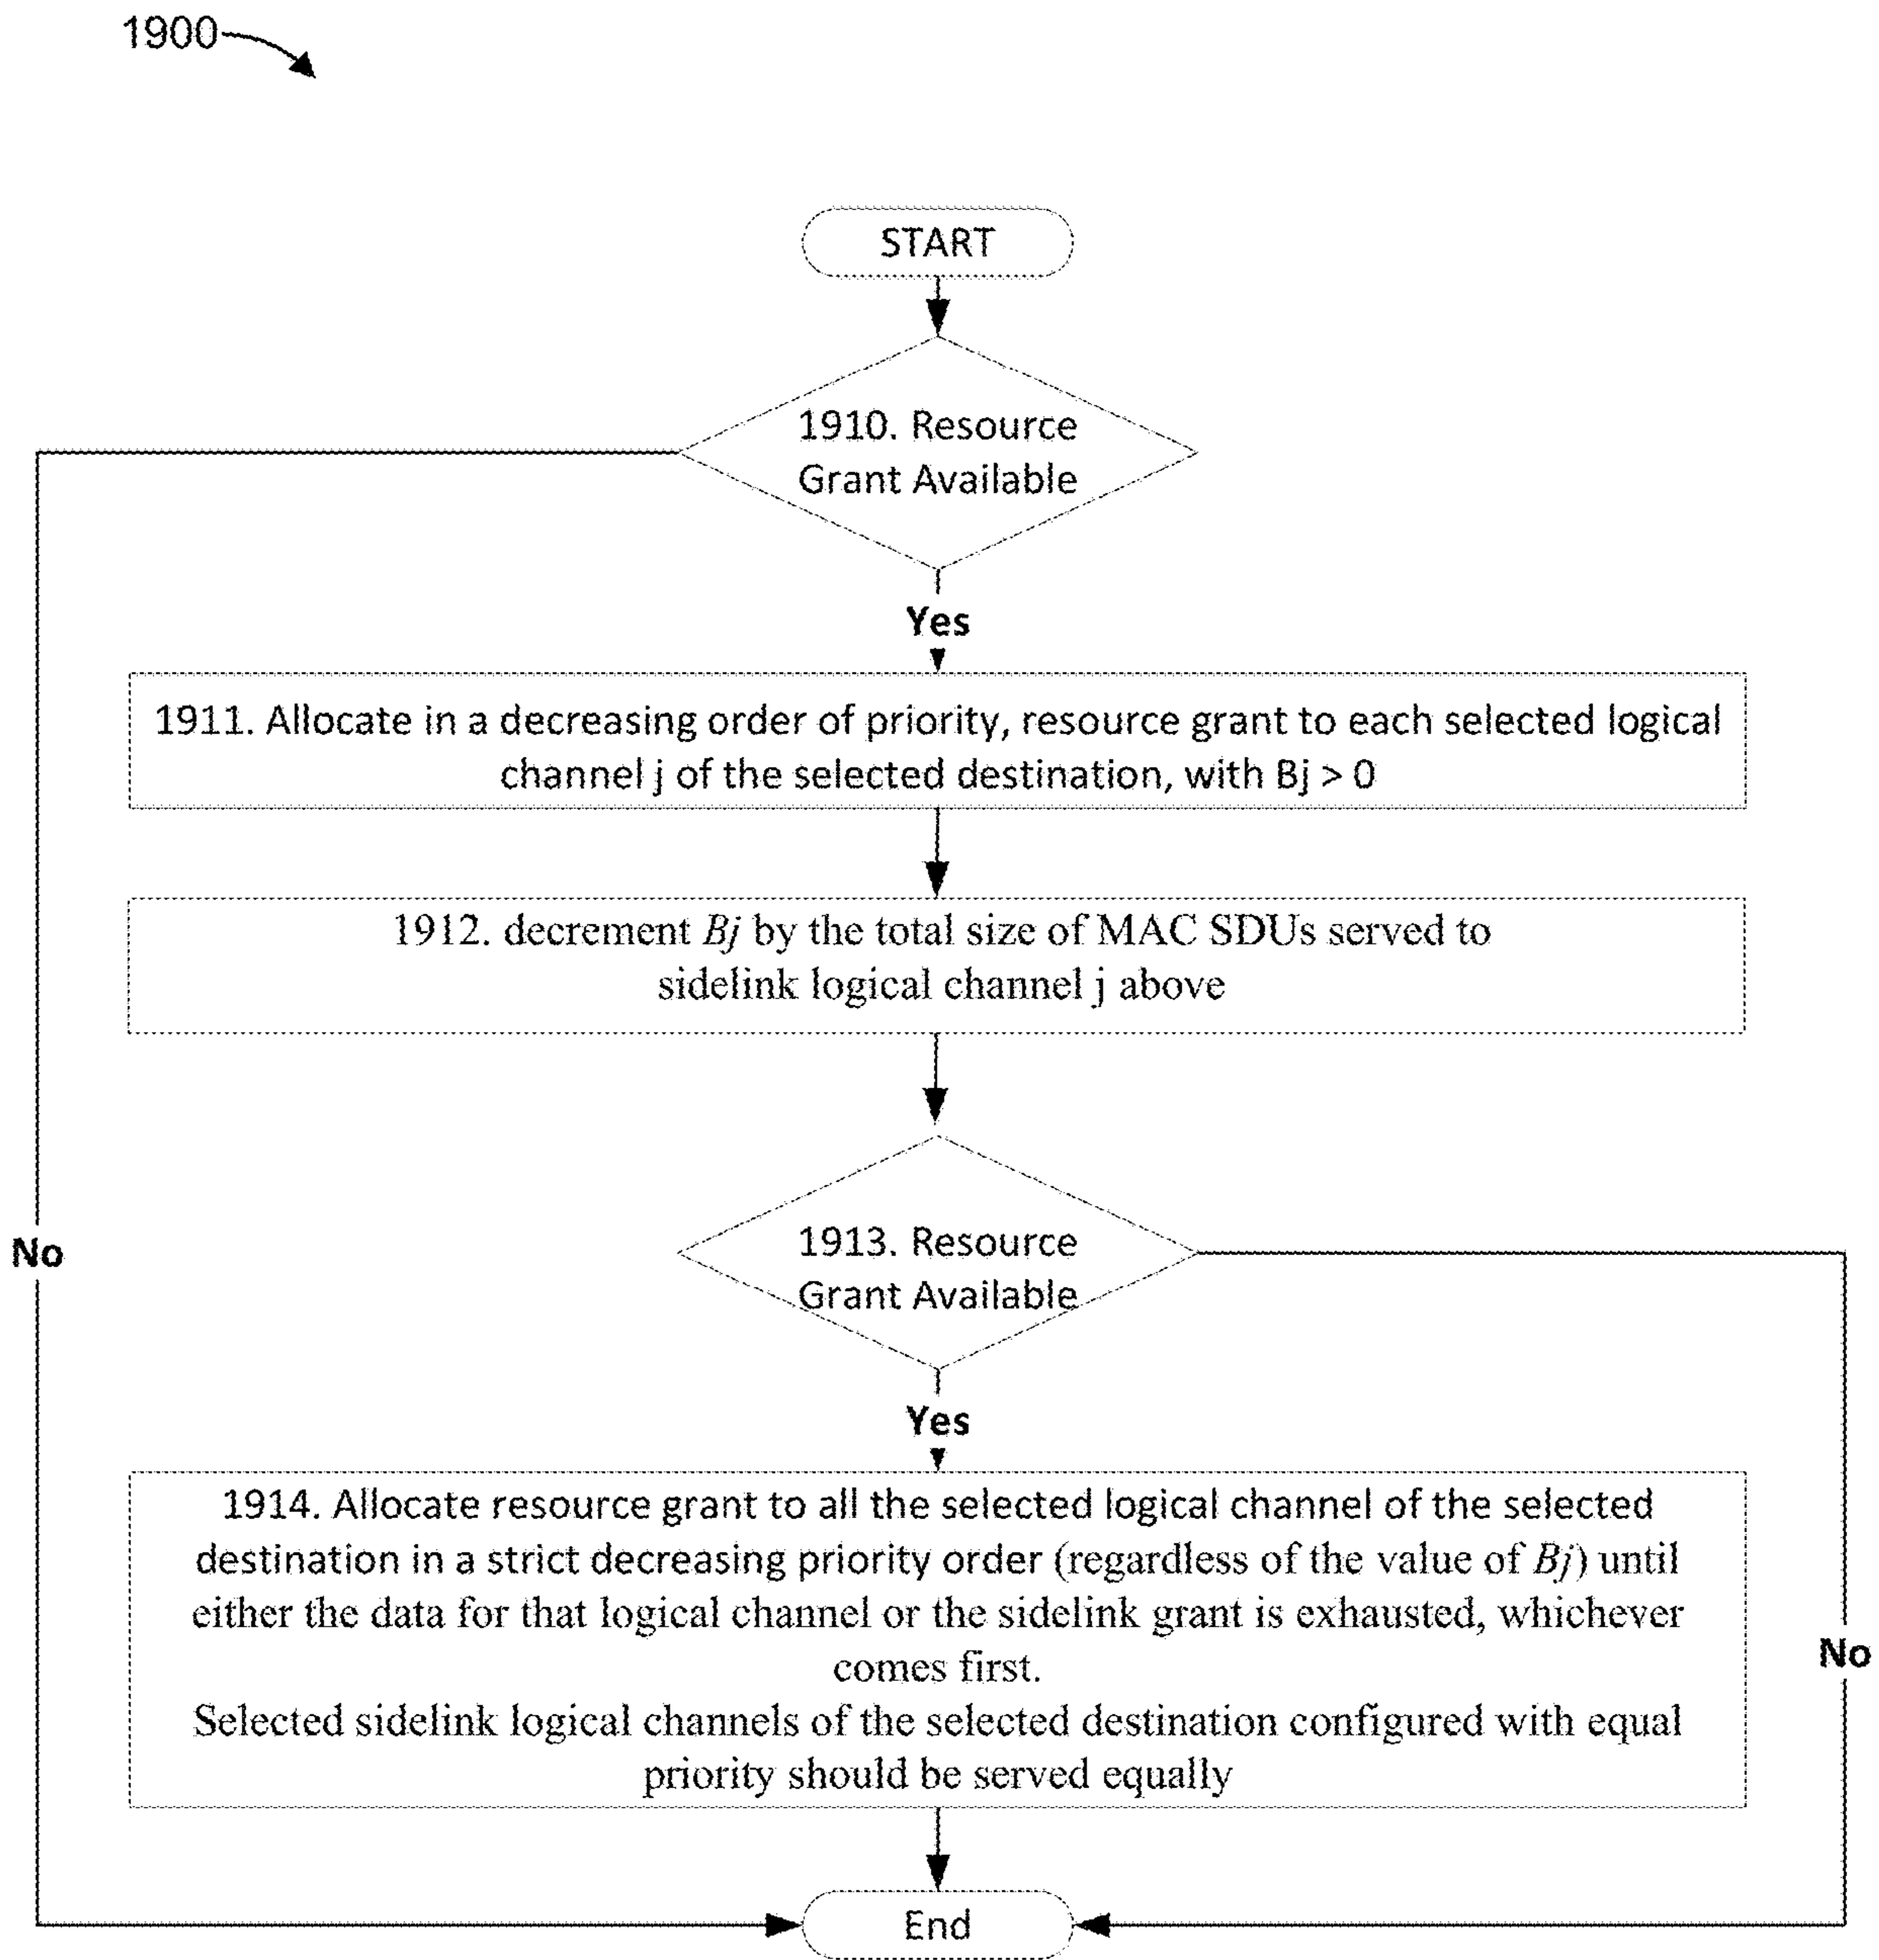 1900
START
1910. Resource
Grant Available
Yes
1911. Allocate in a decreasing order of priority, resource grant to each selected logical
channel j of the selected destination, with Bj > 0
1912. decrement Bj by the total size of MAC SDUs served to
sidelink logical channel j above
No
1913. Resource
Grant Available
Yes
1914. Allocate resource grant to all the selected logical channel of the selected
destination in a strict decreasing priority order (regardless of the value of Bj) until
either the data for that logical channel or the sidelink grant is exhausted, whichever
comes first.
Selected sidelink logical channels of the selected destination configured with equal
priority should be served equally
No
End